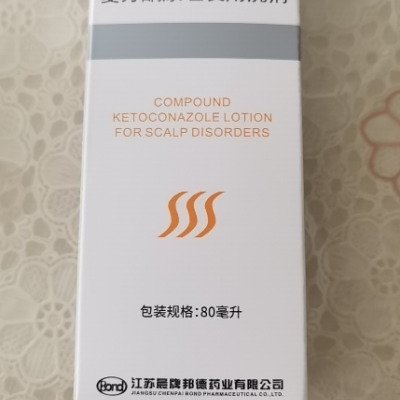 COMPOUND
KETOCONAZOLE LOTION
FOR SCALP DISORDERS
包装规格:80毫升
Bond 江苏晨牌邦德药业有限公司
JIANGSU CHENPAI BOND PHARMACEUTICAL CO.,LTD.